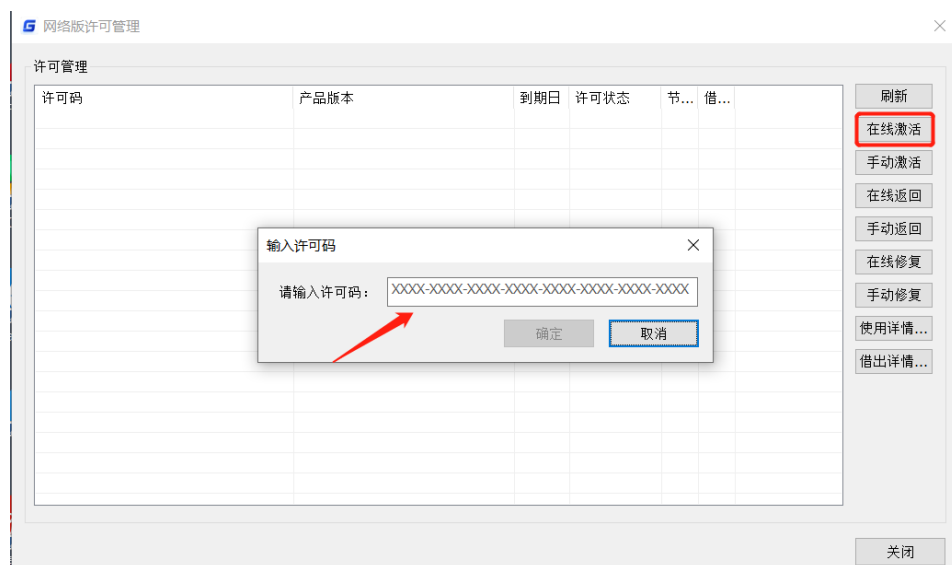 G 网络版许可管理
许可管理
许可码 产品版本 到期日 许可状态 节... 借...
刷新
在线激活
手动激活
在线返回
手动返回
在线修复
手动修复
使用详情...
借出详情...
输入许可码
请输入许可码： XXXX-XXXX-XXXX-XXXX-XXXX-XXXX-XXXX-XXXX
确定 取消
关闭